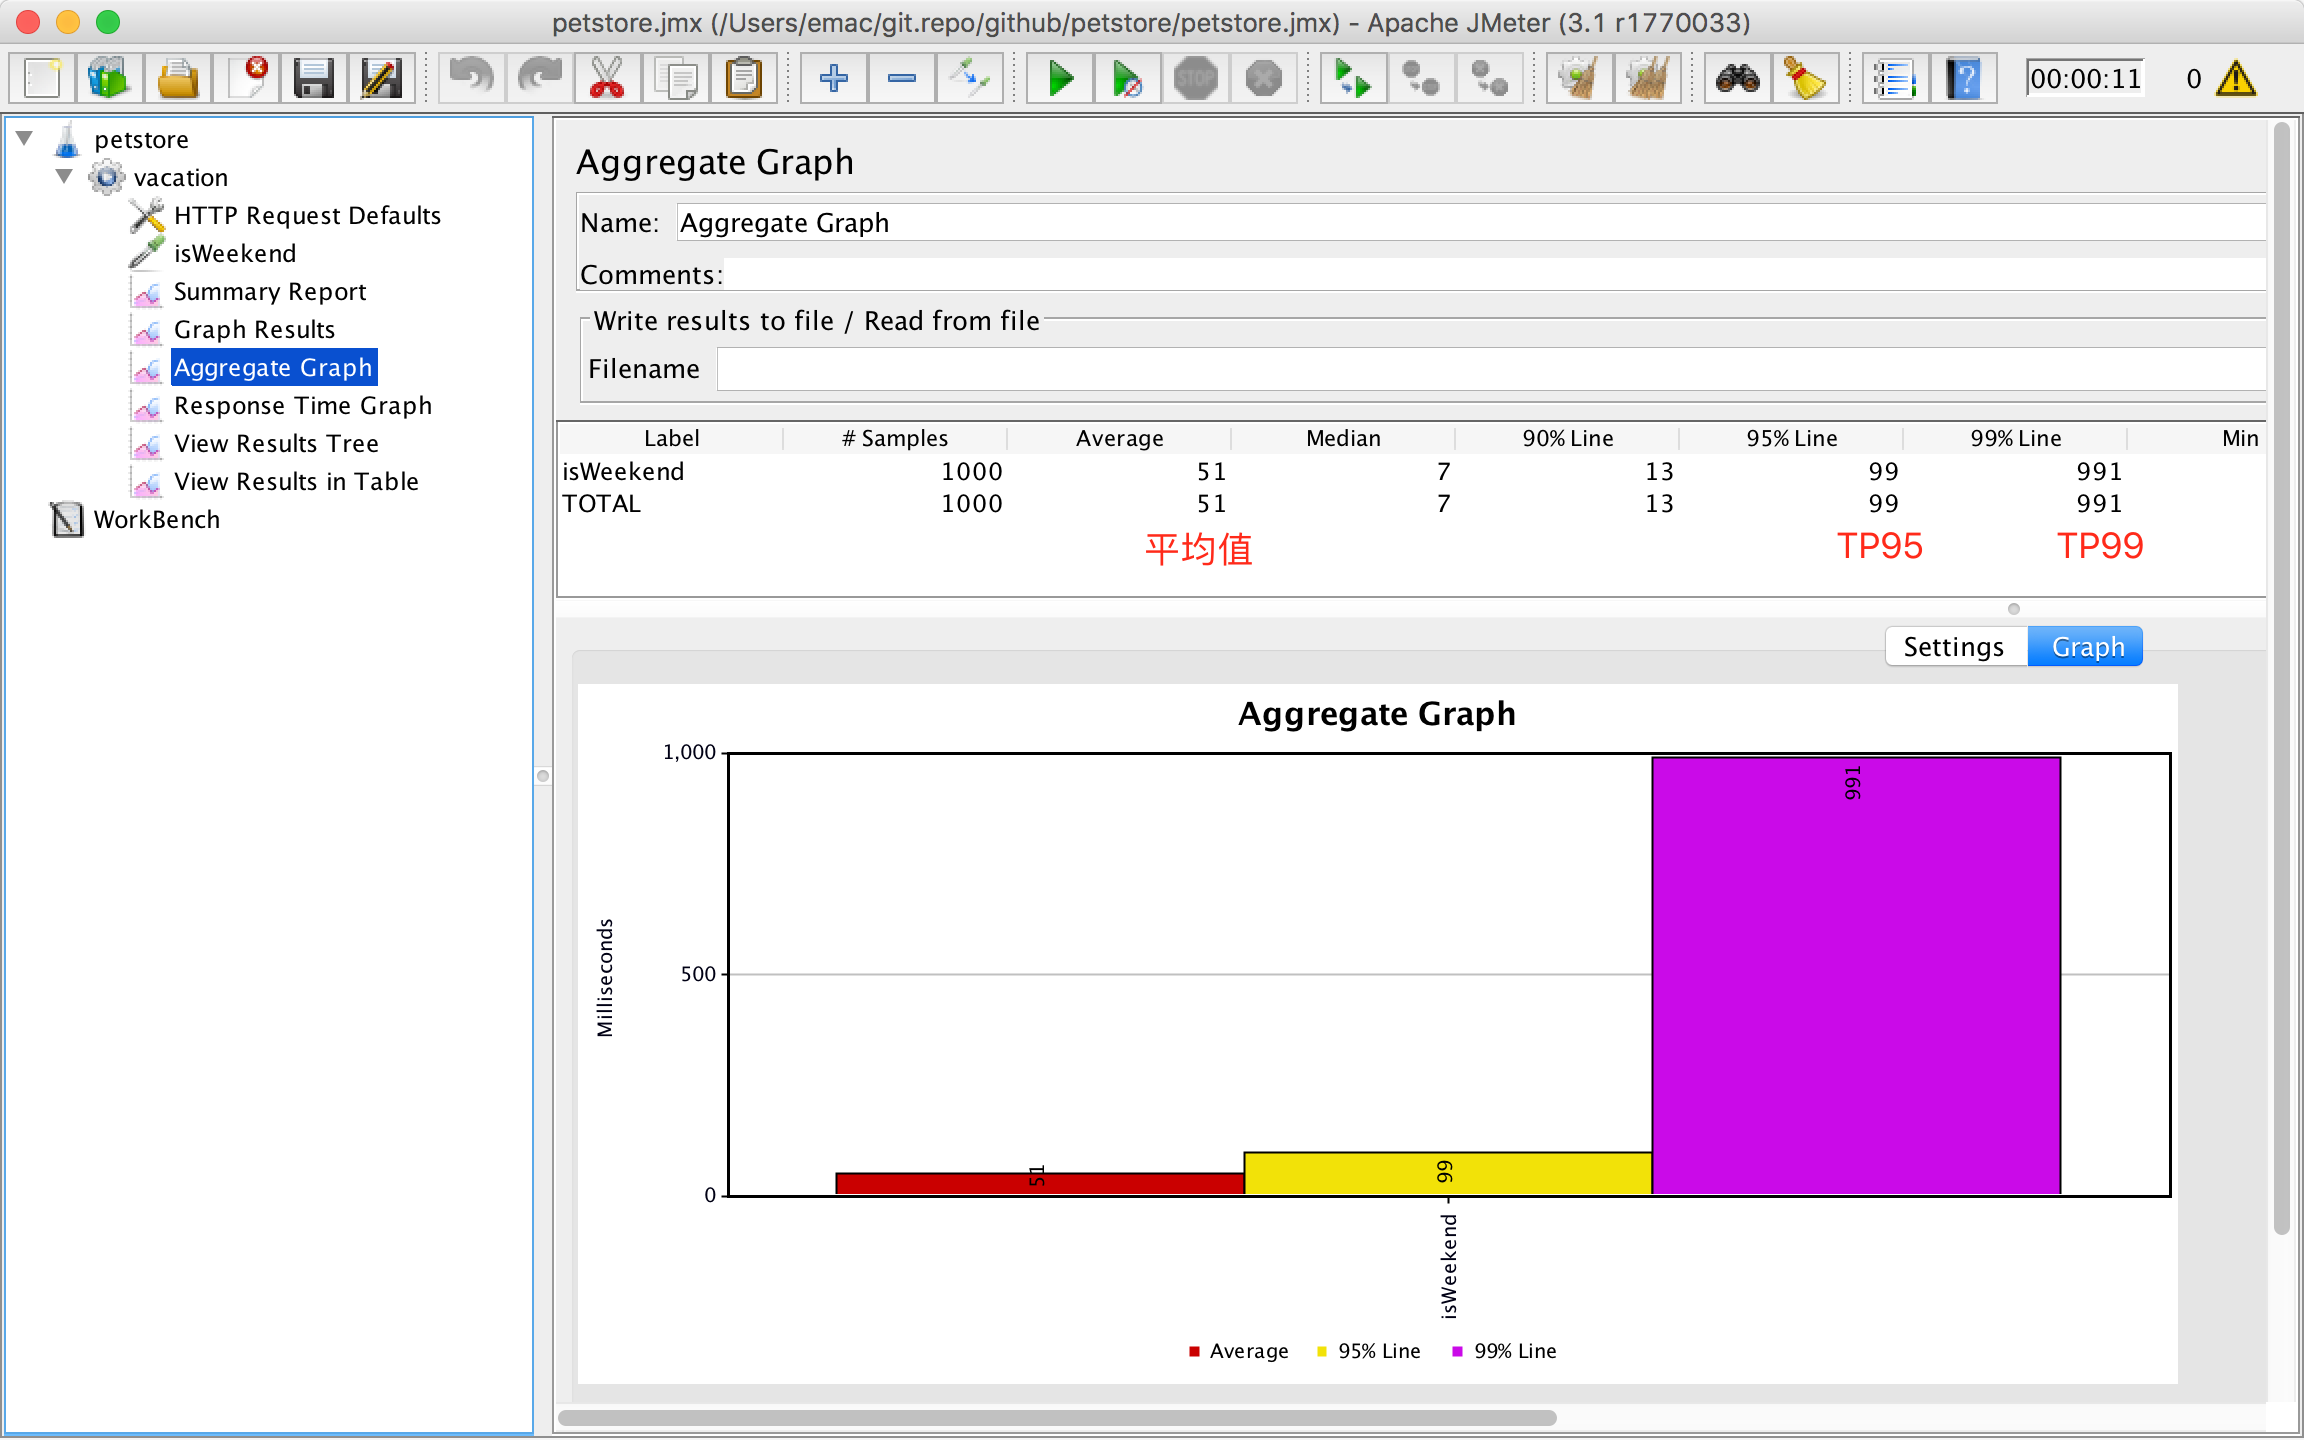 petstore.jmx (/Users/emac/git.repo/github/petstore/petstore.jmx) - Apache JMeter (3.1 r1770033)
STOP
00:00:11 0
petstore
vacation
HTTP Request Defaults
isWeekend
Summary Report
Graph Results
Aggregate Graph
Response Time Graph
View Results Tree
View Results in Table
WorkBench
Aggregate Graph
Name: Aggregate Graph
Comments:
Write results to file / Read from file
Filename
Label # Samples Average Median 90% Line 95% Line 99% Line Min
isWeekend 1000 51 7 13 99 991
TOTAL 1000 51 7 13 99 991
平均值 TP95 TP99
Settings Graph
Aggregate Graph
1,000
500
0
Milliseconds
51
99
991
isWeekend
Average 95% Line 99% Line